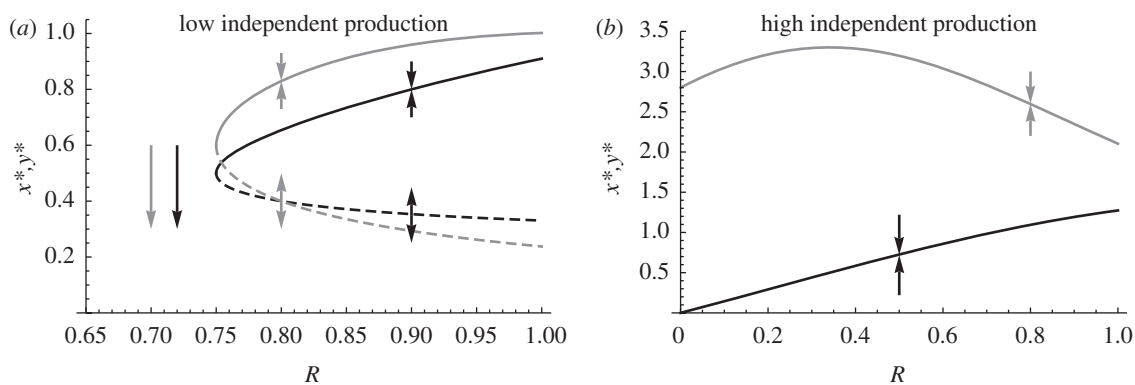 (a) low independent production
1.0
0.8
0.6
0.4
0.2
x*,y*
0.65 0.70 0.75 0.80 0.85 0.90 0.95 1.00
R
(b) high independent production
3.5
3.0
2.5
2.0
1.5
1.0
0.5
x*,y*
0 0.2 0.4 0.6 0.8 1.0
R